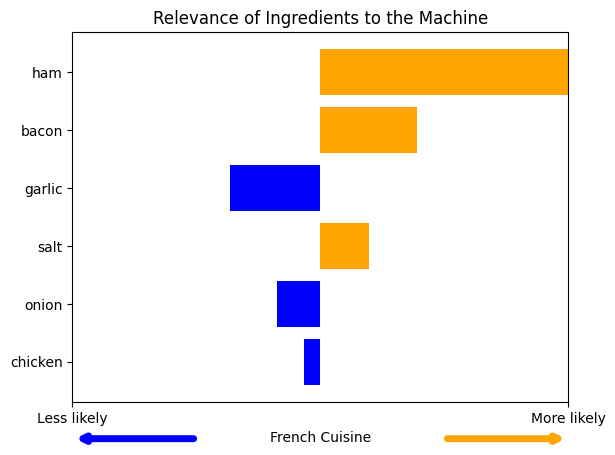 Relevance of Ingredients to the Machine
ham
bacon
garlic
salt
onion
chicken
Less likely
More likely
French Cuisine